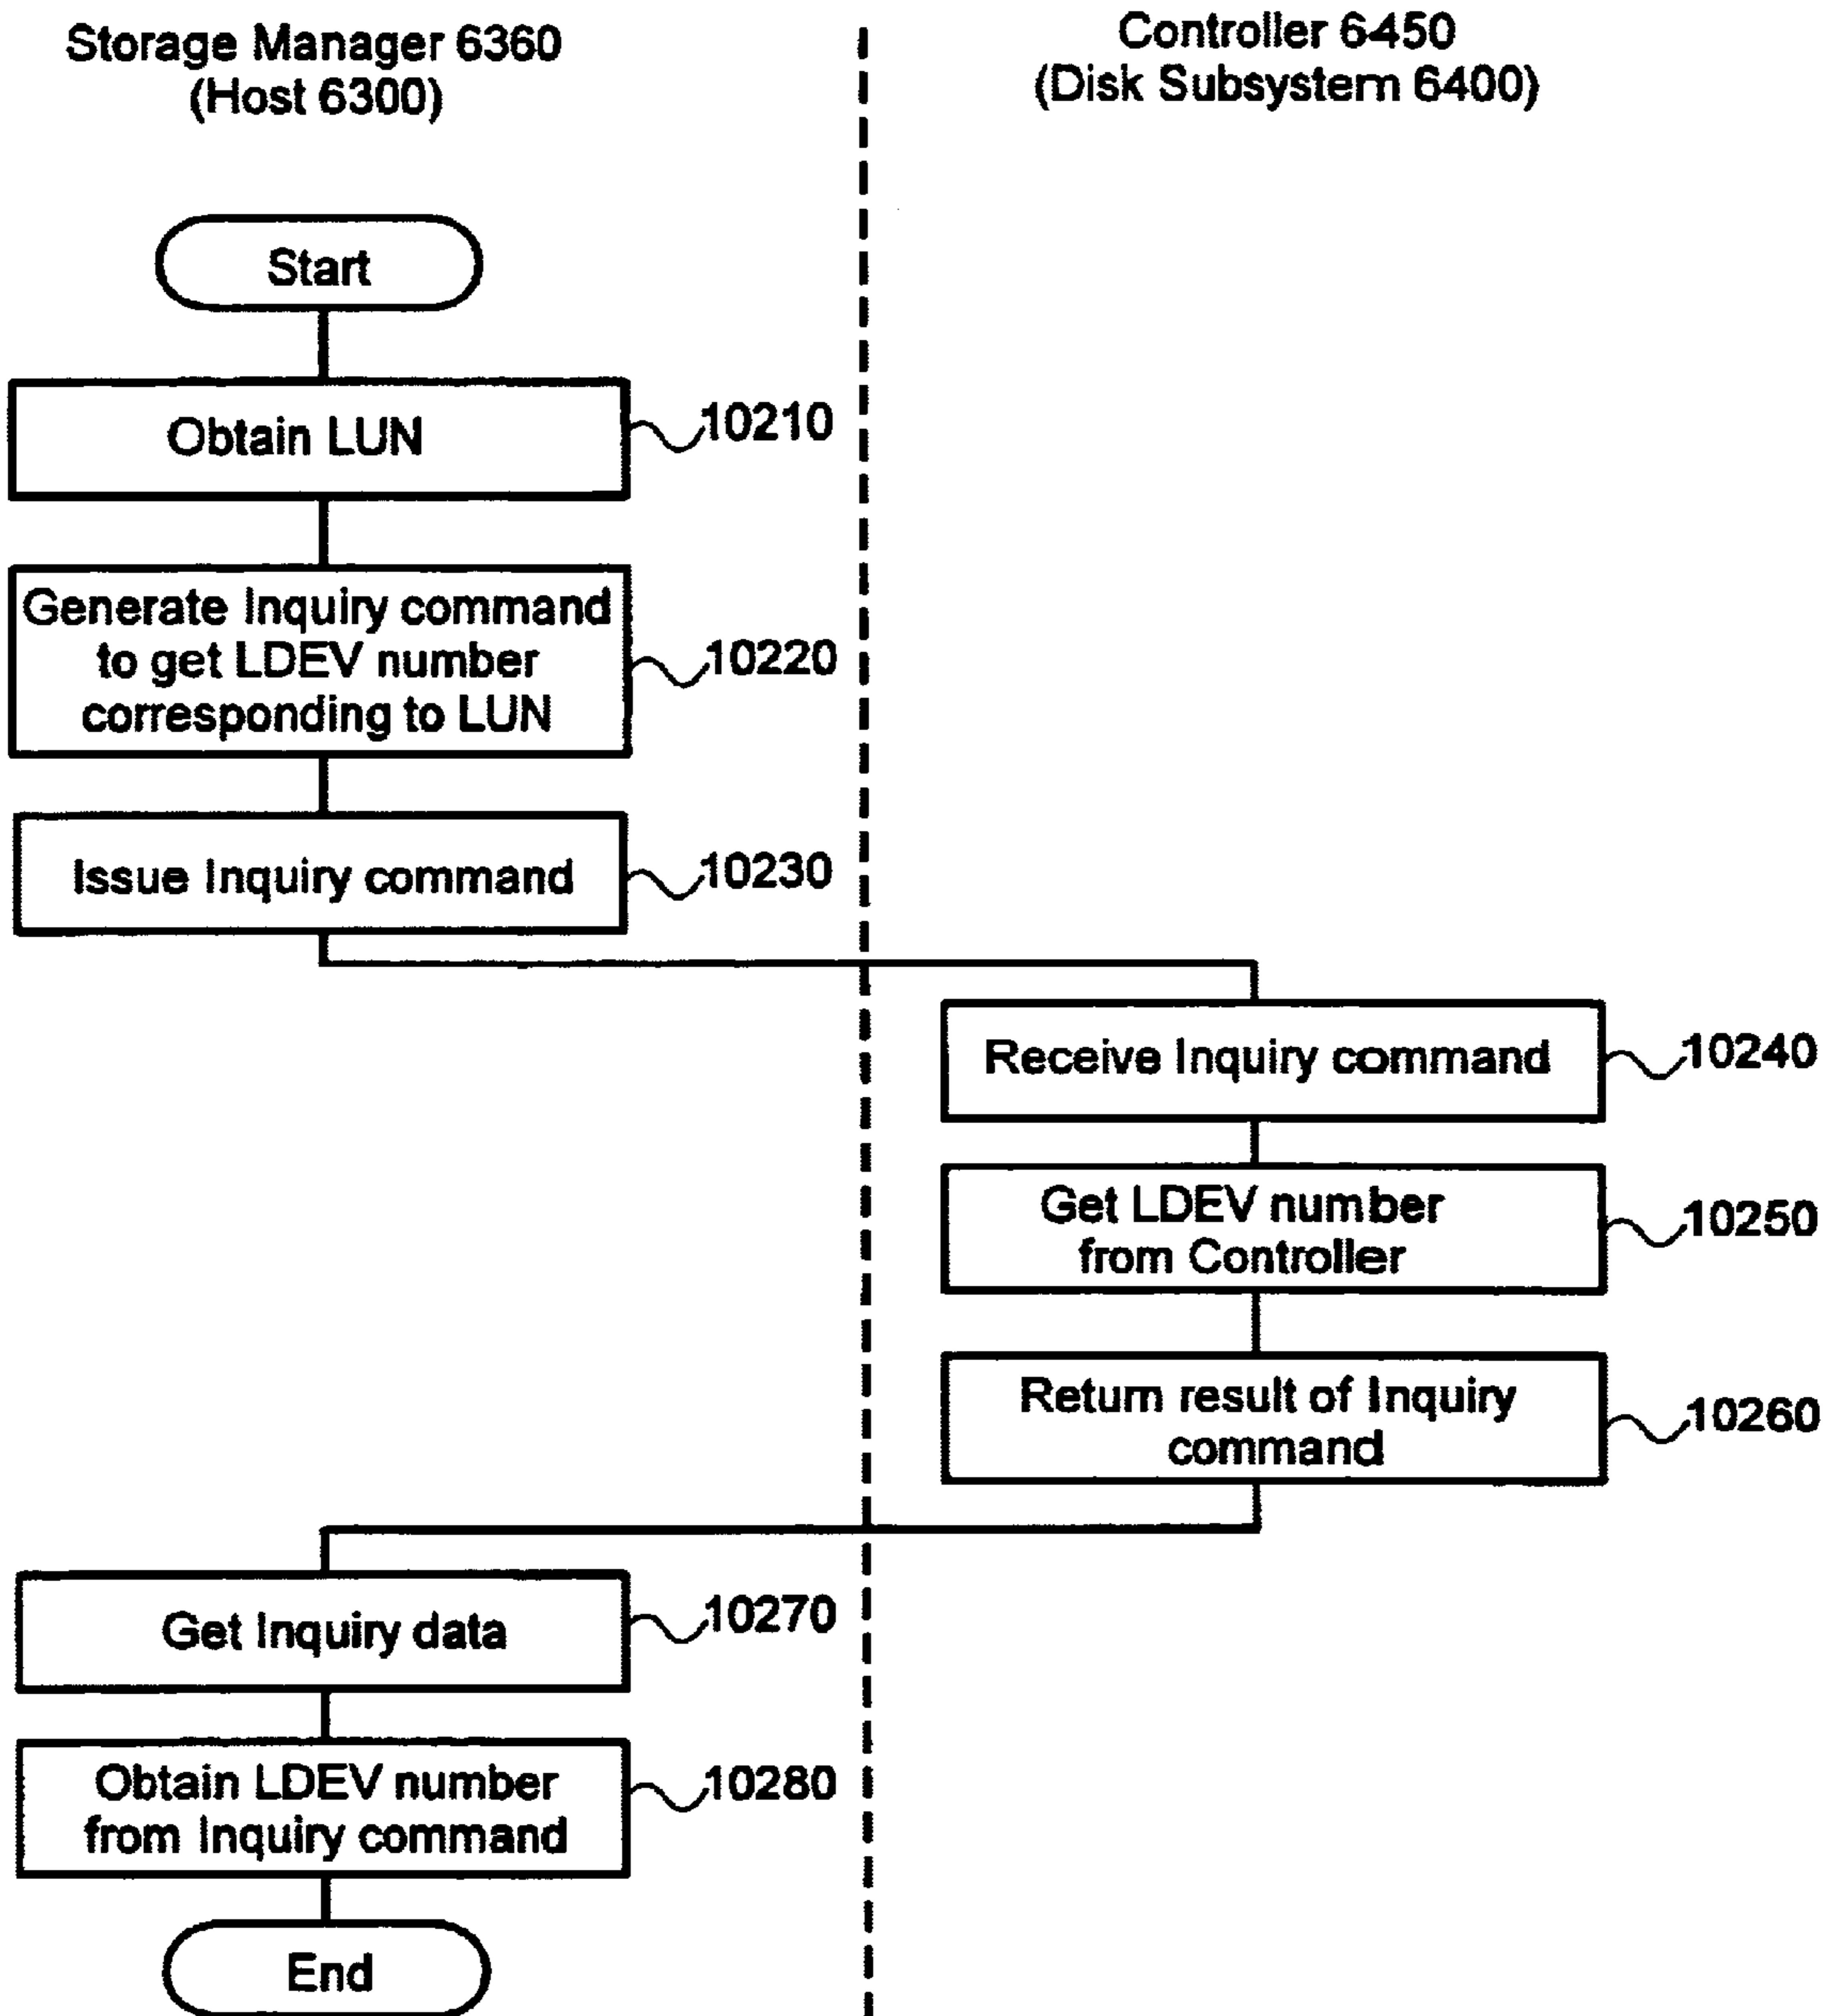 Storage Manager 6360
(Host 6300)
Controller 6450
(Disk Subsystem 6400)
Start
Obtain LUN
10210
Generate Inquiry command
to get LDEV number
corresponding to LUN
10220
Issue Inquiry command
10230
Receive Inquiry command
10240
Get LDEV number
from Controller
10250
Return result of Inquiry
command
10260
Get Inquiry data
10270
Obtain LDEV number
from Inquiry command
10280
End